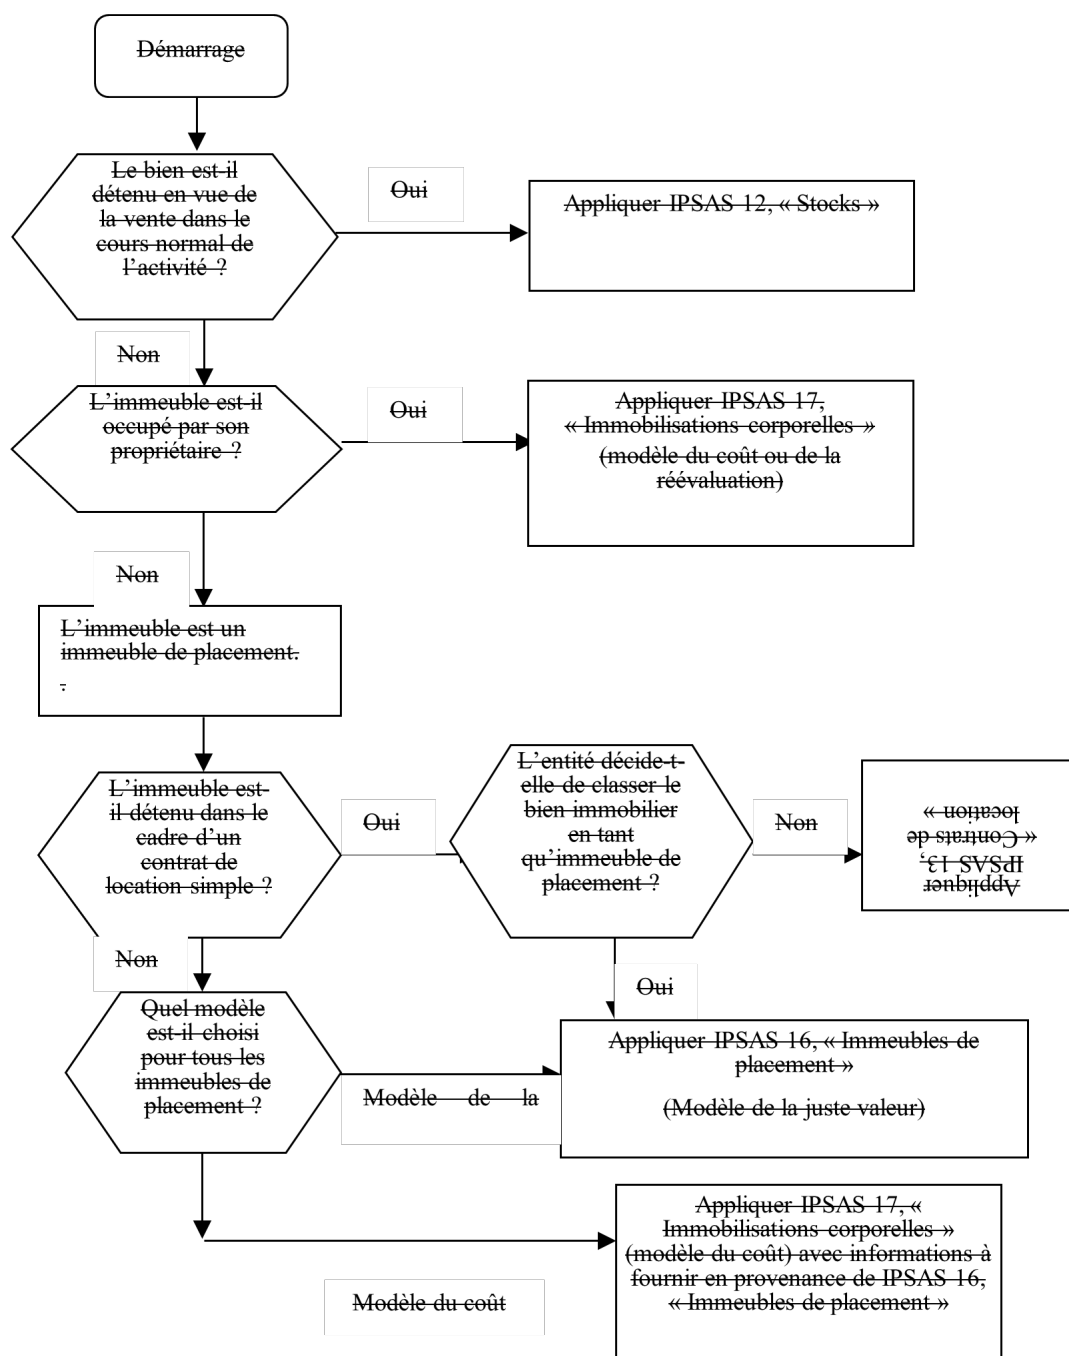 Démarrage
Le bien est-il
détenu en vue de
la vente dans le
cours normal de
l’activité ?
Oui
Appliquer IPSAS 12, « Stocks »
Non
L’immeuble est-il
occupé par son
propriétaire ?
Oui
Appliquer IPSAS 17,
« Immobilisations corporelles »
(modèle du coût ou de la
réévaluation)
Non
L’immeuble est un
immeuble de placement.
.
L’immeuble est-
il détenu dans le
cadre d’un
contrat de
location simple ?
Oui
L’entité décide-t-
elle de classer le
bien immobilier
en tant
qu’immeuble de
placement ?
Non
Appliquer
IPSAS 13,
« Contrats de
location »
Non
Oui
Quel modèle
est-il choisi
pour tous les
immeubles de
placement ?
Modèle de la
Appliquer IPSAS 16, « Immeubles de
placement »
(Modèle de la juste valeur)
Modèle du coût
Appliquer IPSAS 17, «
Immobilisations corporelles »
(modèle du coût) avec informations à
fournir en provenance de IPSAS 16,
« Immeubles de placement »